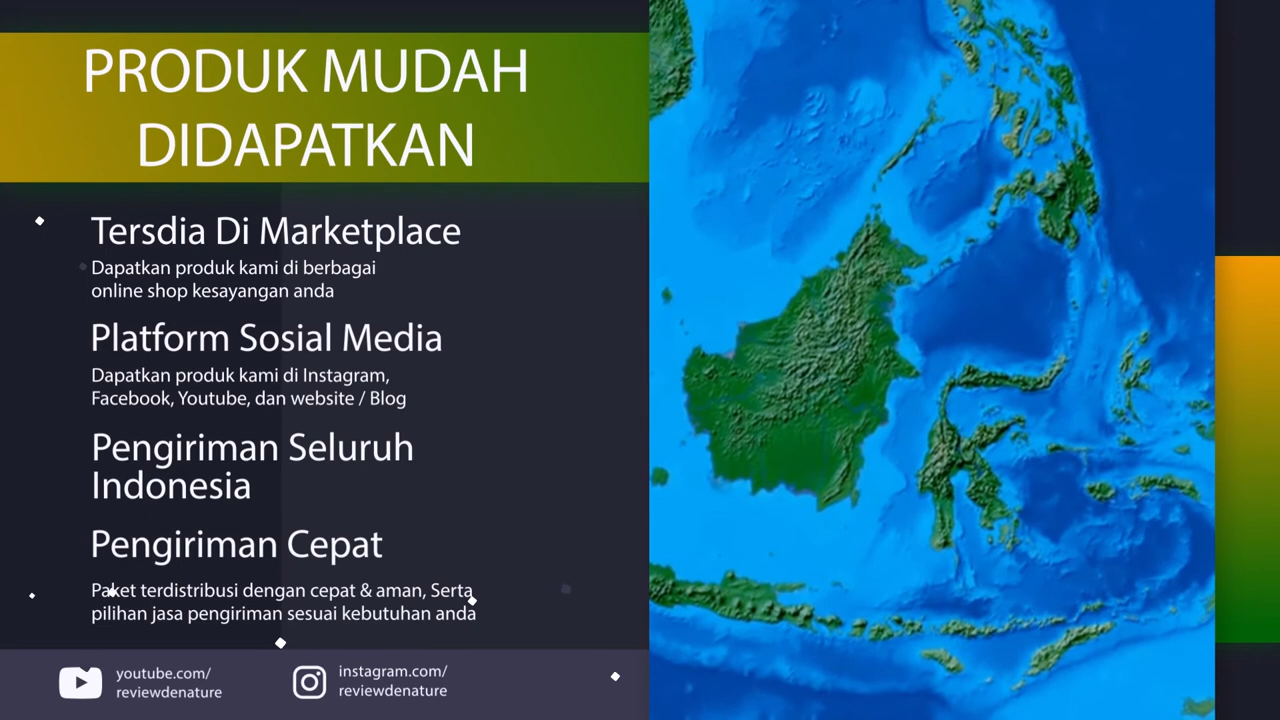 PRODUK MUDAH
DIDAPATKAN
Tersdia Di Marketplace
Dapatkan produk kami di berbagai
online shop kesayangan anda
Platform Sosial Media
Dapatkan produk kami di Instagram,
Facebook, Youtube, dan website / Blog
Pengiriman Seluruh
Indonesia
Pengiriman Cepat
Paket terdistribusi dengan cepat & aman, Serta
pilihan jasa pengiriman sesuai kebutuhan anda
youtube.com/
reviewdenature
instagram.com/
reviewdenature